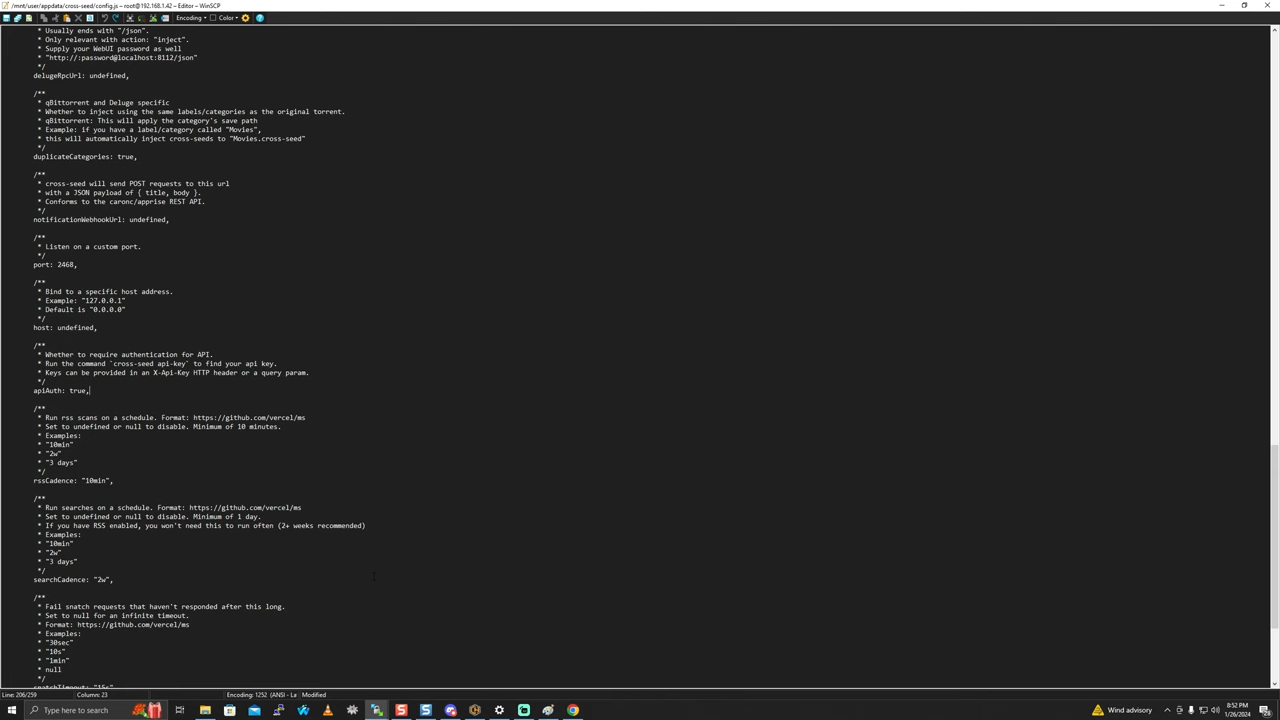 /mnt/user/appdata/cross-seed/config.js – root@192.168.1.42 – Editor – WinSCP
Encoding
Color
* Usually ends with "/json".
* Only relevant with action: "inject".
* Supply your WebUI password as well
* "http://:password@localhost:8112/json"
*/
delugeRpcUrl: undefined,
/**
* qBittorrent and Deluge specific
* Whether to inject using the same labels/categories as the original torrent.
* qBittorrent: This will apply the category's save path
* Example: if you have a label/category called "Movies",
* this will automatically inject cross-seeds to "Movies.cross-seed"
*/
duplicateCategories: true,
/**
* cross-seed will send POST requests to this url
* with a JSON payload of { title, body }.
* Conforms to the caronc/apprise REST API.
*/
notificationWebhookUrl: undefined,
/**
* Listen on a custom port.
*/
port: 2468,
/**
* Bind to a specific host address.
* Example: "127.0.0.1"
* Default is "0.0.0.0"
*/
host: undefined,
/**
* Whether to require authentication for API.
* Run the command `cross-seed api-key` to find your api key.
* Keys can be provided in an X-Api-Key HTTP header or a query param.
*/
apiAuth: true,
/**
* Run rss scans on a schedule. Format: https://github.com/vercel/ms
* Set to undefined or null to disable. Minimum of 10 minutes.
* Examples:
* "10min"
* "2w"
* "3 days"
*/
rssCadence: "10min",
/**
* Run searches on a schedule. Format: https://github.com/vercel/ms
* Set to undefined or null to disable. Minimum of 1 day.
* If you have RSS enabled, you won't need this to run often (2+ weeks recommended)
* Examples:
* "10min"
* "2w"
* "3 days"
*/
searchCadence: "2w",
/**
* Fail snatch requests that haven't responded after this long.
* Set to null for an infinite timeout.
* Format: https://github.com/vercel/ms
* Examples:
* "30sec"
* "10s"
* "1min"
* null
*/
Line: 206/259 Column: 23 Encoding: 1252 (ANSI - La Modified
Type here to search
Wind advisory
8:52 PM
1/26/2024